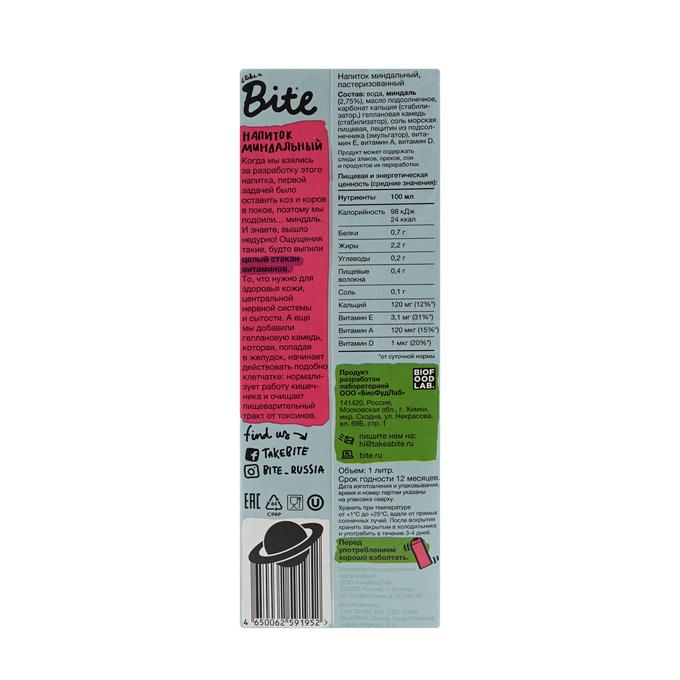 take a
Bite
НАПИТОК
МИНДАЛЬНЫЙ
Когда мы взялись
за разработку этого
напитка, первой
задачей было
оставить коз и коров
в покое, поэтому мы
подоили... миндаль.
И знаете, вышло
недурно! Ощущения
такие, будто выпили
целый стакан
витаминов.
То, что нужно для
здоровья кожи,
центральной
нервной системы
и сытости. А еще
мы добавили
геллановую камедь,
которая, попадая
в желудок, начинает
действовать подобно
клетчатке: нормали-
зует работу кишеч-
ника и очищает
пищеварительный
тракт от токсинов.
find us
TAKEBITE
BITE_RUSSIA
EAC
84
C/PAP
U
4 650062 591952 >
Напиток миндальный,
пастеризованный
Состав: вода, миндаль
(2,75%), масло подсолнечное,
карбонат кальция (стабили-
затор,) геллановая камедь
(стабилизатор), соль морская
пищевая, лецитин из подсол-
нечника (эмульгатор), вита-
мин Е, витамин А, витамин D.
Продукт может содержать
следы злаков, орехов, сои
и продуктов их переработки.
Пищевая и энергетическая
ценность (средние значения):
Нутриенты 100 мл
Калорийность 98 кДж
24 ккал
Белки 0,7 г
Жиры 2,2 г
Углеводы 0,2 г
Пищевые 0,4 г
волокна
Соль 0,1 г
Кальций 120 мг (12%*)
Витамин Е 3,1 мг (31%*)
Витамин А 120 мкг (15%*)
Витамин D 1 мкг (20%*)
*от суточной нормы
Продукт
разработан
лабораторией
ООО «БиоФудЛаб»
BIOF
OOD
LAB.
141420, Россия,
Московская обл., г. Химки,
мкр. Сходня, ул. Некрасова,
вл. 69Б, стр. 1
пишите нам на:
hi@takeabite.ru
bite.ru
Объем: 1 литр.
Срок годности 12 месяцев.
Дата изготовления и упаковывания,
время и номер партии указаны
на упаковке сверху.
Хранить при температуре
от +1°С до +25°С, вдали от прямых
солнечных лучей. После вскрытия
хранить закрытым в холодильнике
и употребить в течение 3-4 дней.
Перед
употреблением
хорошо взболтать.
ООО «БиоФудЛаб»